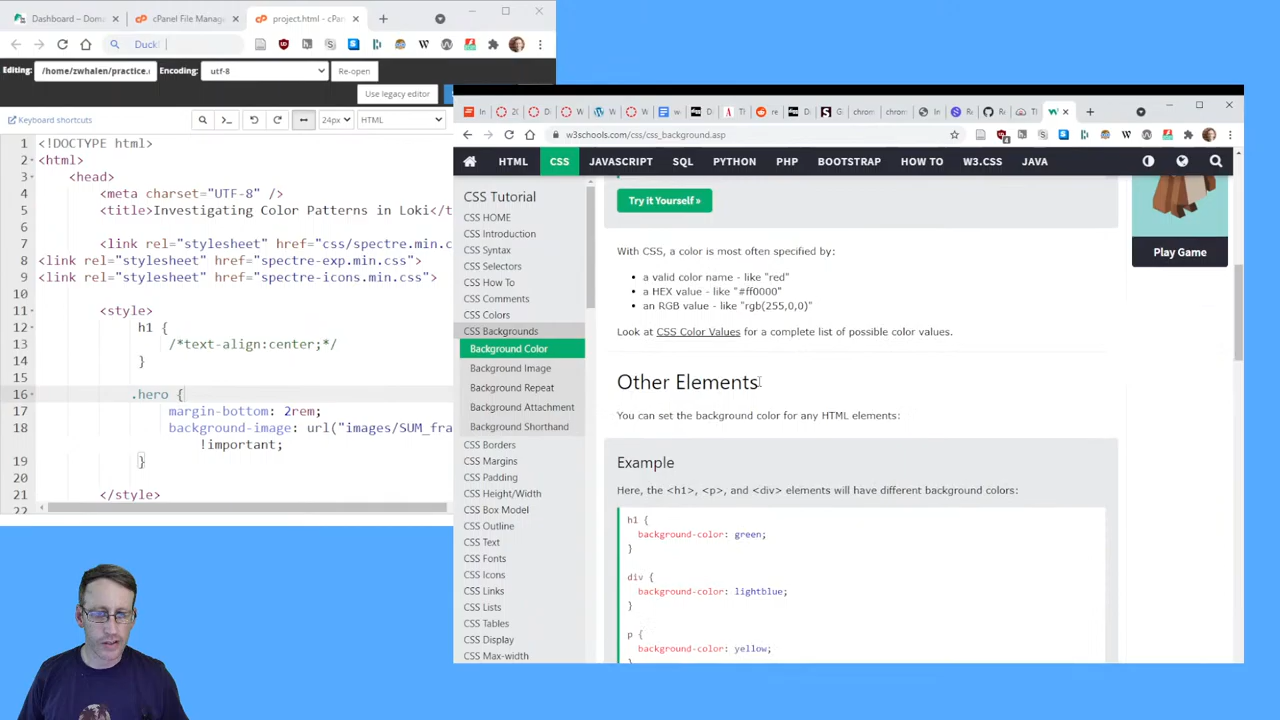 Dashboard – Doma
cPanel File Manage
project.html - cPan
Duck!
Editing:
/home/zwhalen/practice.r
Encoding:
utf-8
Re-open
Use legacy editor
Keyboard shortcuts
24px
HTML
1 <!DOCTYPE html>
2 <html>
3 <head>
4 <meta charset="UTF-8" />
5 <title>Investigating Color Patterns in Loki</t
6
7 <link rel="stylesheet" href="css/spectre.min.c
8 <link rel="stylesheet" href="spectre-exp.min.css">
9 <link rel="stylesheet" href="spectre-icons.min.css">
10
11 <style>
12 h1 {
13 /*text-align:center;*/
14 }
15
16 .hero {
17 margin-bottom: 2rem;
18 background-image: url("images/SUM_fra
!important;
19 }
20
21 </style>
22
w3schools.com/css/css_background.asp
HTML
CSS
JAVASCRIPT
SQL
PYTHON
PHP
BOOTSTRAP
HOW TO
W3.CSS
JAVA
CSS Tutorial
CSS HOME
CSS Introduction
CSS Syntax
CSS Selectors
CSS How To
CSS Comments
CSS Colors
CSS Backgrounds
Background Color
Background Image
Background Repeat
Background Attachment
Background Shorthand
CSS Borders
CSS Margins
CSS Padding
CSS Height/Width
CSS Box Model
CSS Outline
CSS Text
CSS Fonts
CSS Icons
CSS Links
CSS Lists
CSS Tables
CSS Display
CSS Max-width
Try it Yourself »
With CSS, a color is most often specified by:
• a valid color name - like "red"
• a HEX value - like "#ff0000"
• an RGB value - like "rgb(255,0,0)"
Look at CSS Color Values for a complete list of possible color values.
Other Elements
You can set the background color for any HTML elements:
Example
Here, the <h1>, <p>, and <div> elements will have different background colors:
h1 {
background-color: green;
}
div {
background-color: lightblue;
}
p {
background-color: yellow;
}
Play Game